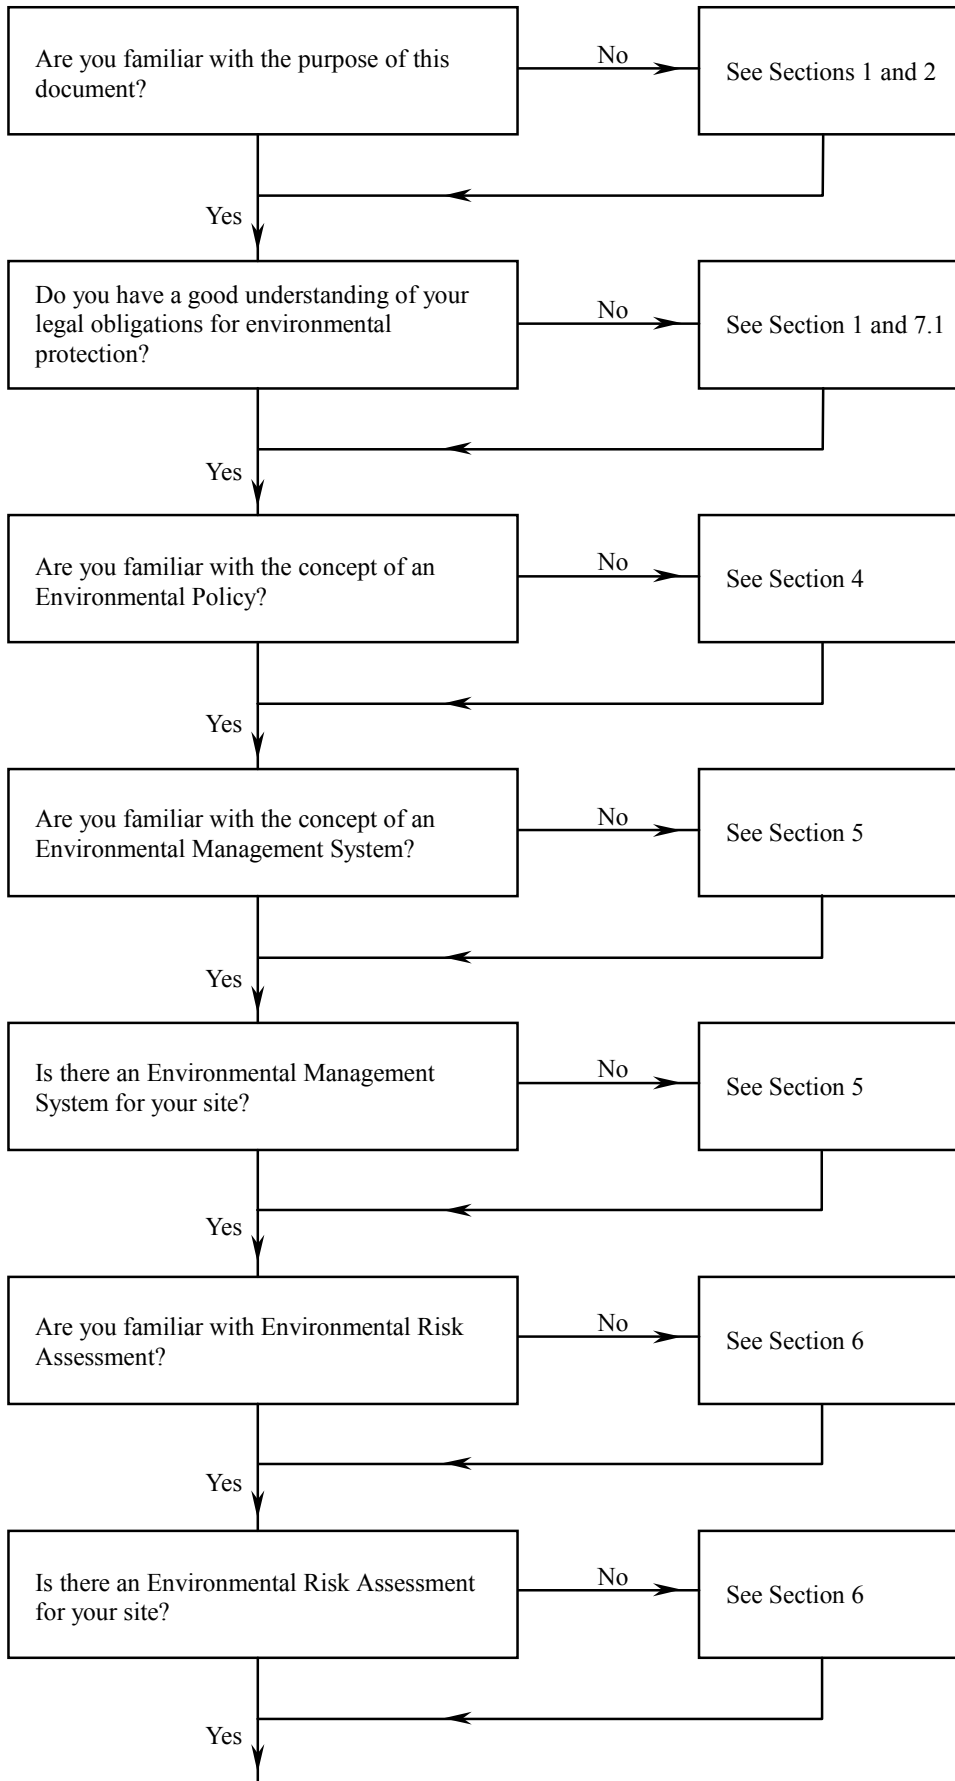 Are you familiar with the purpose of this
document?
No
See Sections 1 and 2
Yes
Do you have a good understanding of your
legal obligations for environmental
protection?
No
See Section 1 and 7.1
Yes
Are you familiar with the concept of an
Environmental Policy?
No
See Section 4
Yes
Are you familiar with the concept of an
Environmental Management System?
No
See Section 5
Yes
Is there an Environmental Management
System for your site?
No
See Section 5
Yes
Are you familiar with Environmental Risk
Assessment?
No
See Section 6
Yes
Is there an Environmental Risk Assessment
for your site?
No
See Section 6
Yes